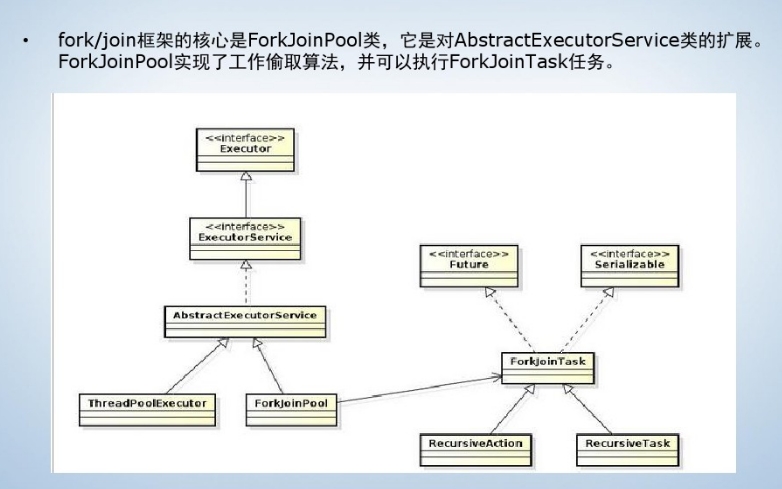 • fork/join框架的核心是ForkJoinPool类，它是对AbstractExecutorService类的扩展。
ForkJoinPool实现了工作偷取算法，并可以执行ForkJoinTask任务。
<<interface>>
Executor
<<interface>>
ExecutorService
<<interface>>
Future
<<interface>>
Serializable
AbstractExecutorService
ForkJoinTask
ThreadPoolExecutor
ForkJoinPool
RecursiveAction
RecursiveTask